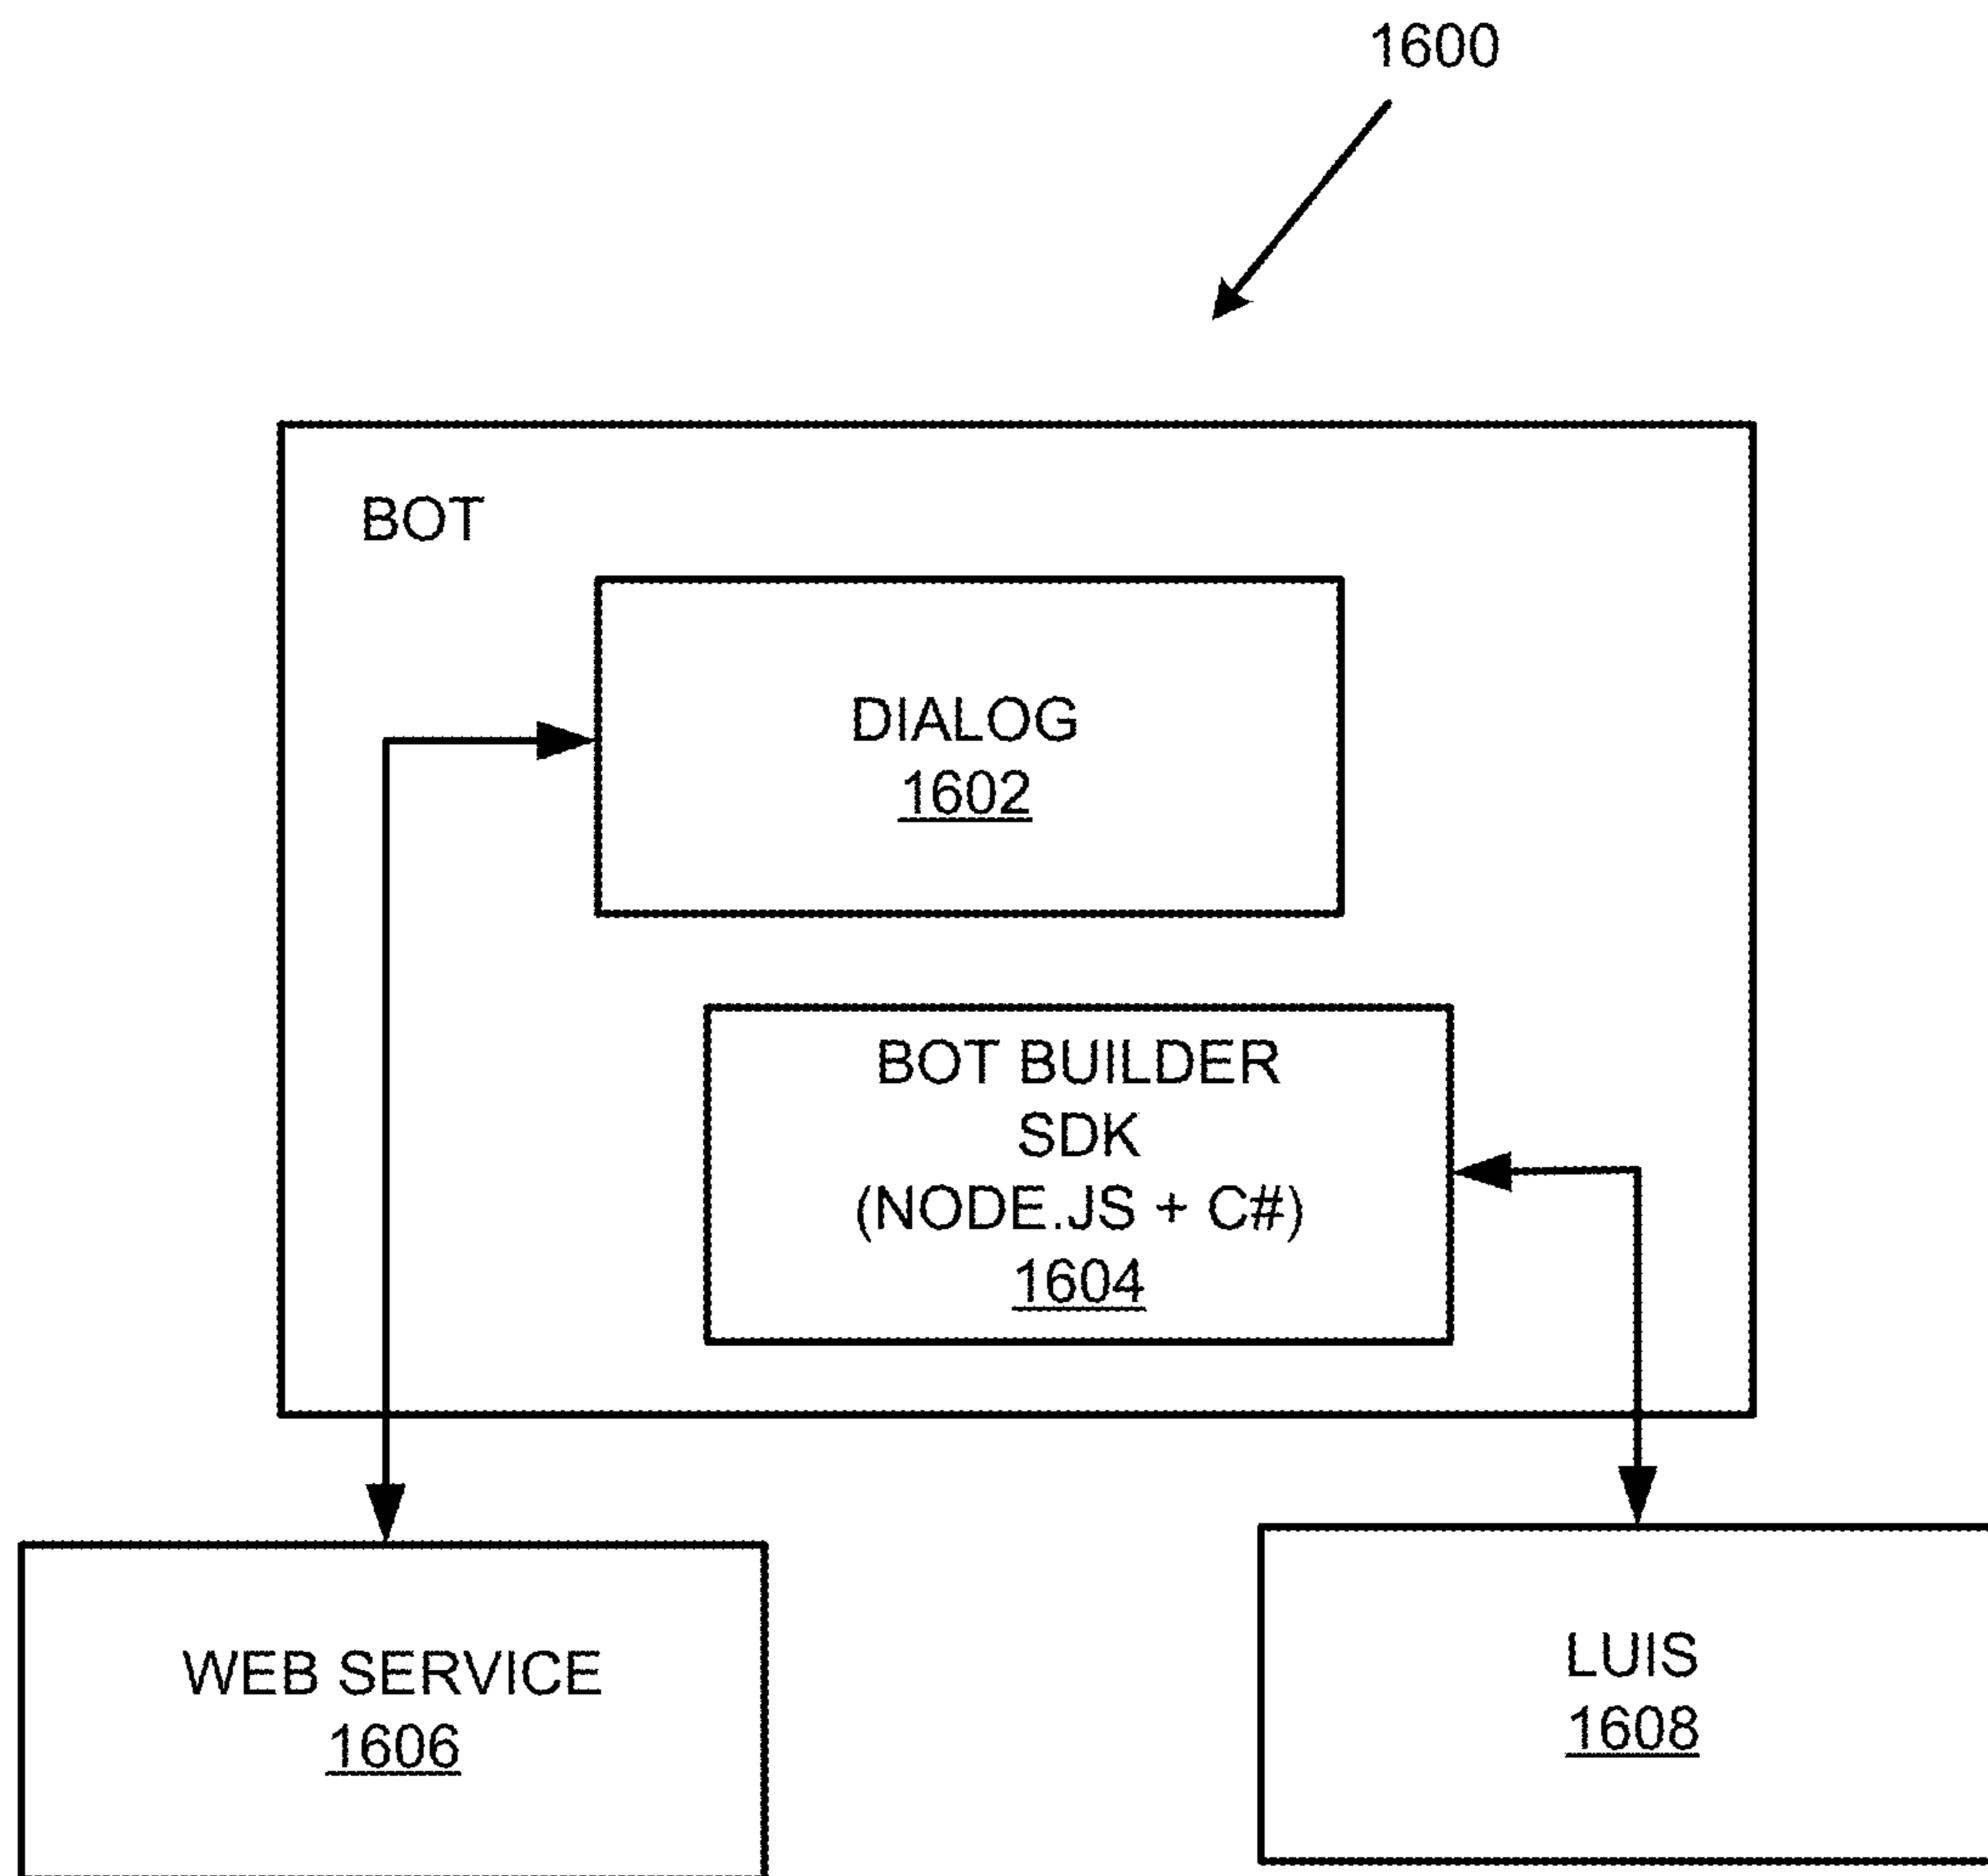 1600
BOT
DIALOG
1602
BOT BUILDER
SDK
(NODE.JS + C#)
1604
WEB SERVICE
1606
LUIS
1608